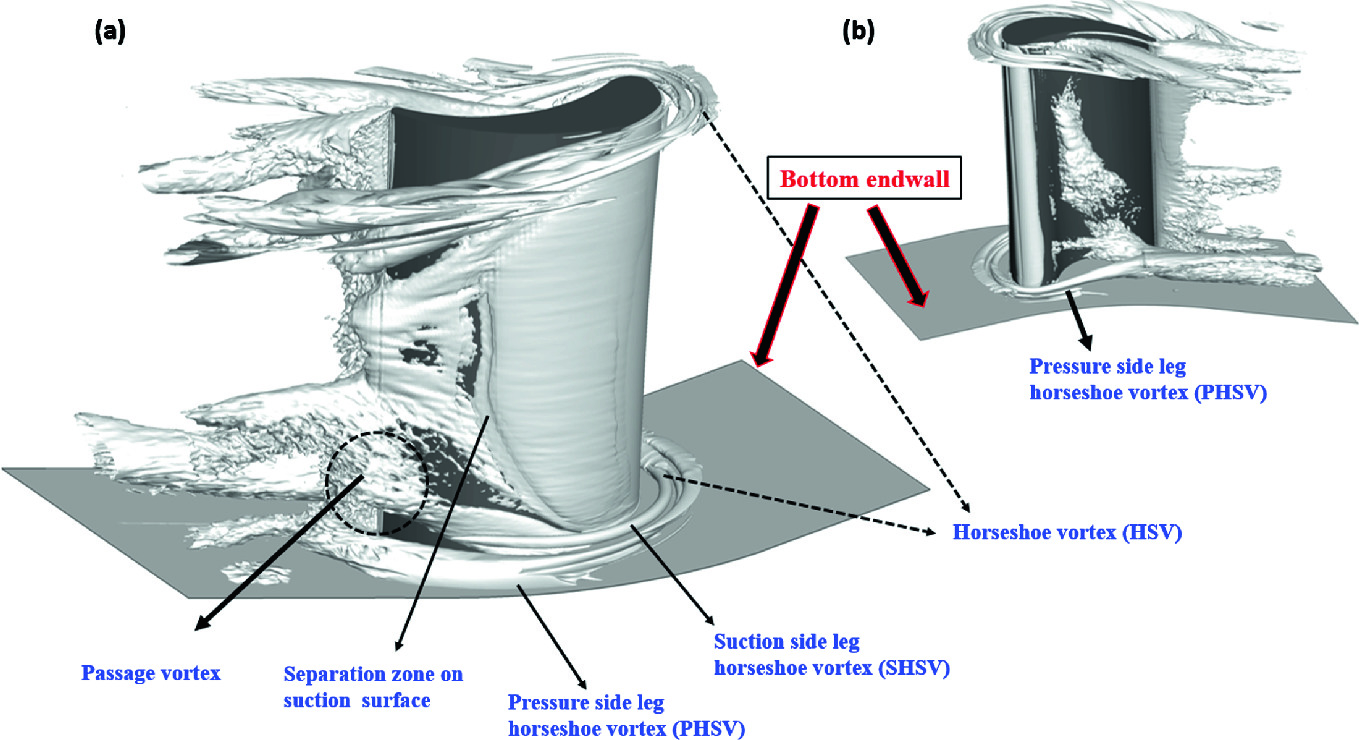 (a)
(b)
Bottom endwall
Pressure side leg
horseshoe vortex (PHSV)
Horseshoe vortex (HSV)
Suction side leg
horseshoe vortex (SHSV)
Passage vortex
Separation zone on
suction surface
Pressure side leg
horseshoe vortex (PHSV)